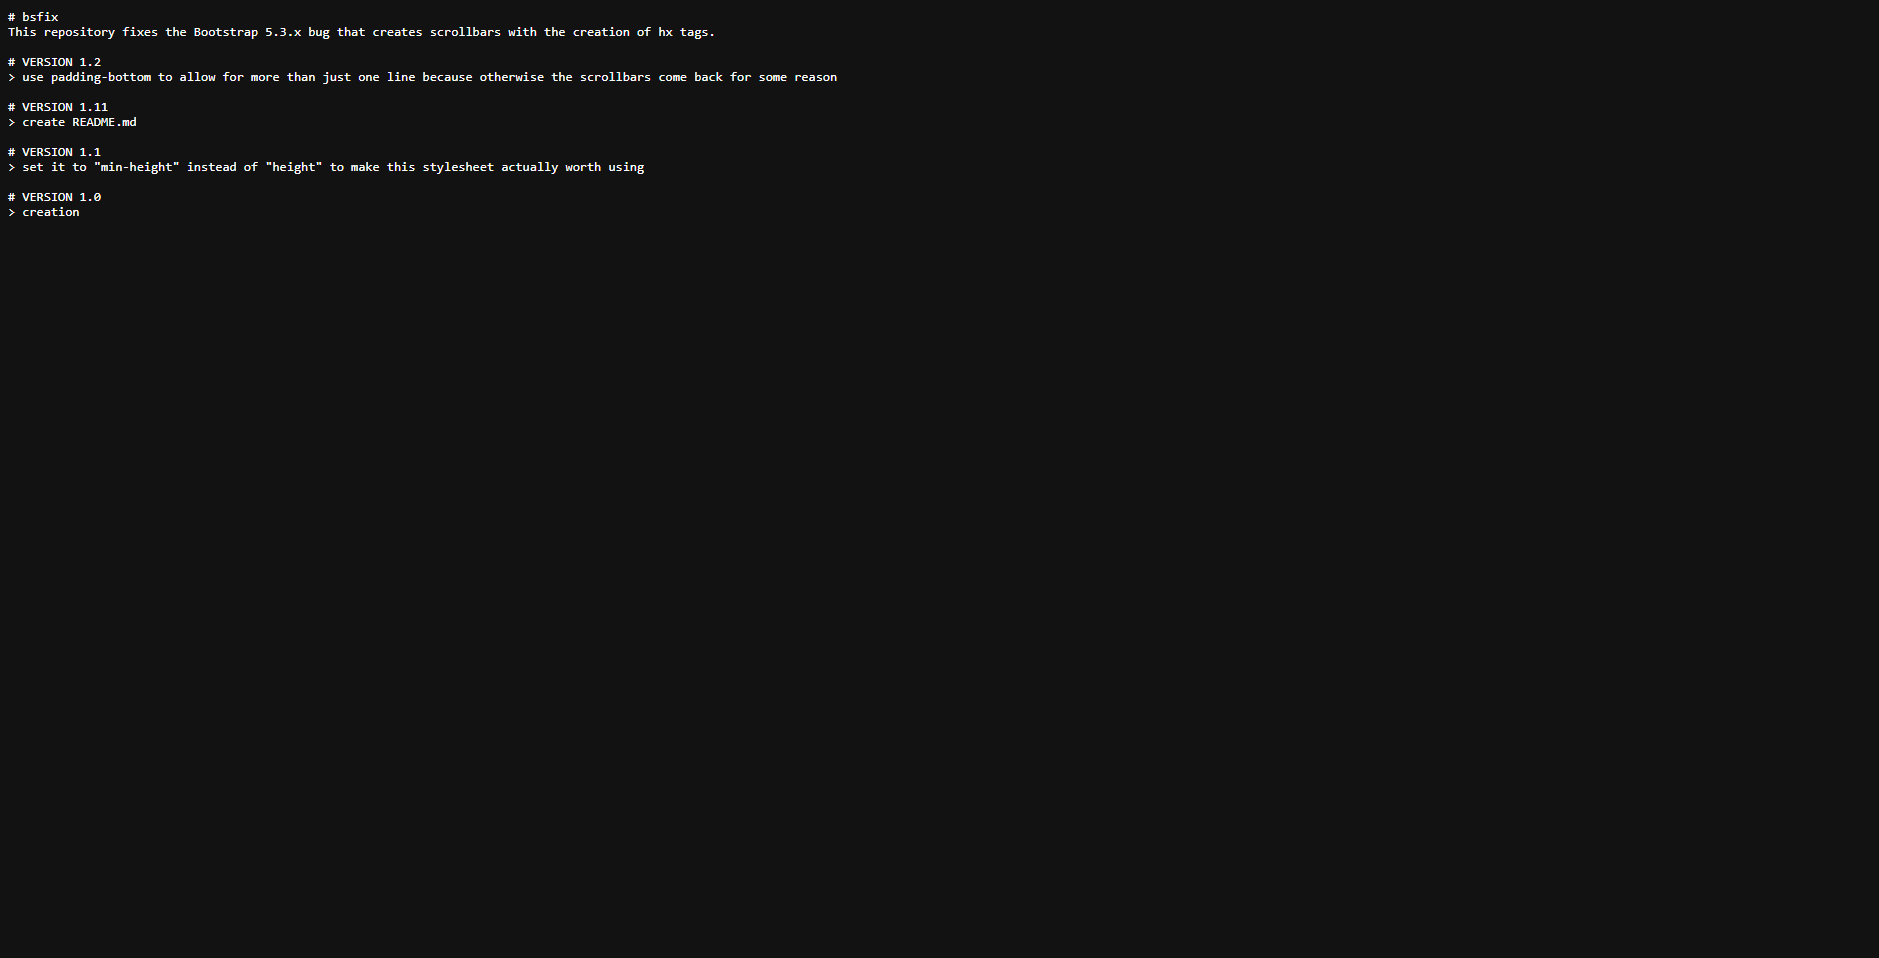 # bsfix
This repository fixes the Bootstrap 5.3.x bug that creates scrollbars with the creation of hx tags.
# VERSION 1.2
> use padding-bottom to allow for more than just one line because otherwise the scrollbars come back for some reason
# VERSION 1.11
> create README.md
# VERSION 1.1
> set it to "min-height" instead of "height" to make this stylesheet actually worth using
# VERSION 1.0
> creation